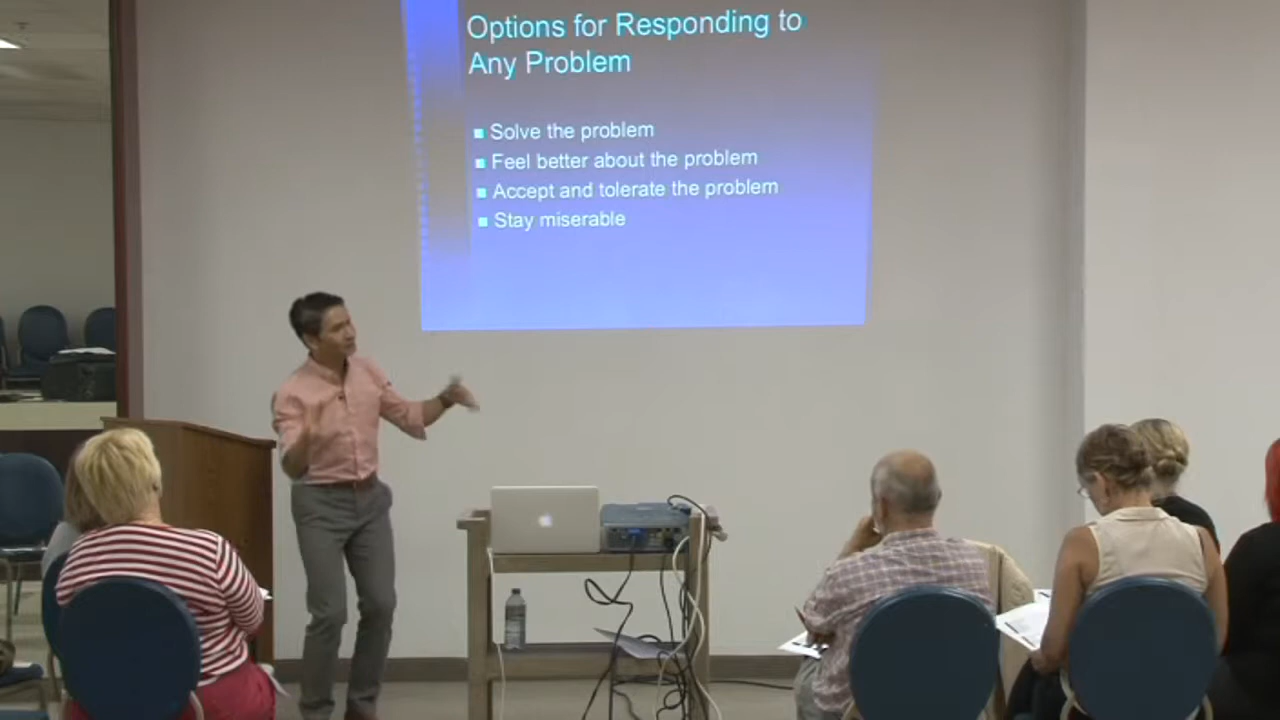 Options for Responding to
Any Problem
Solve the problem
Feel better about the problem
Accept and tolerate the problem
Stay miserable